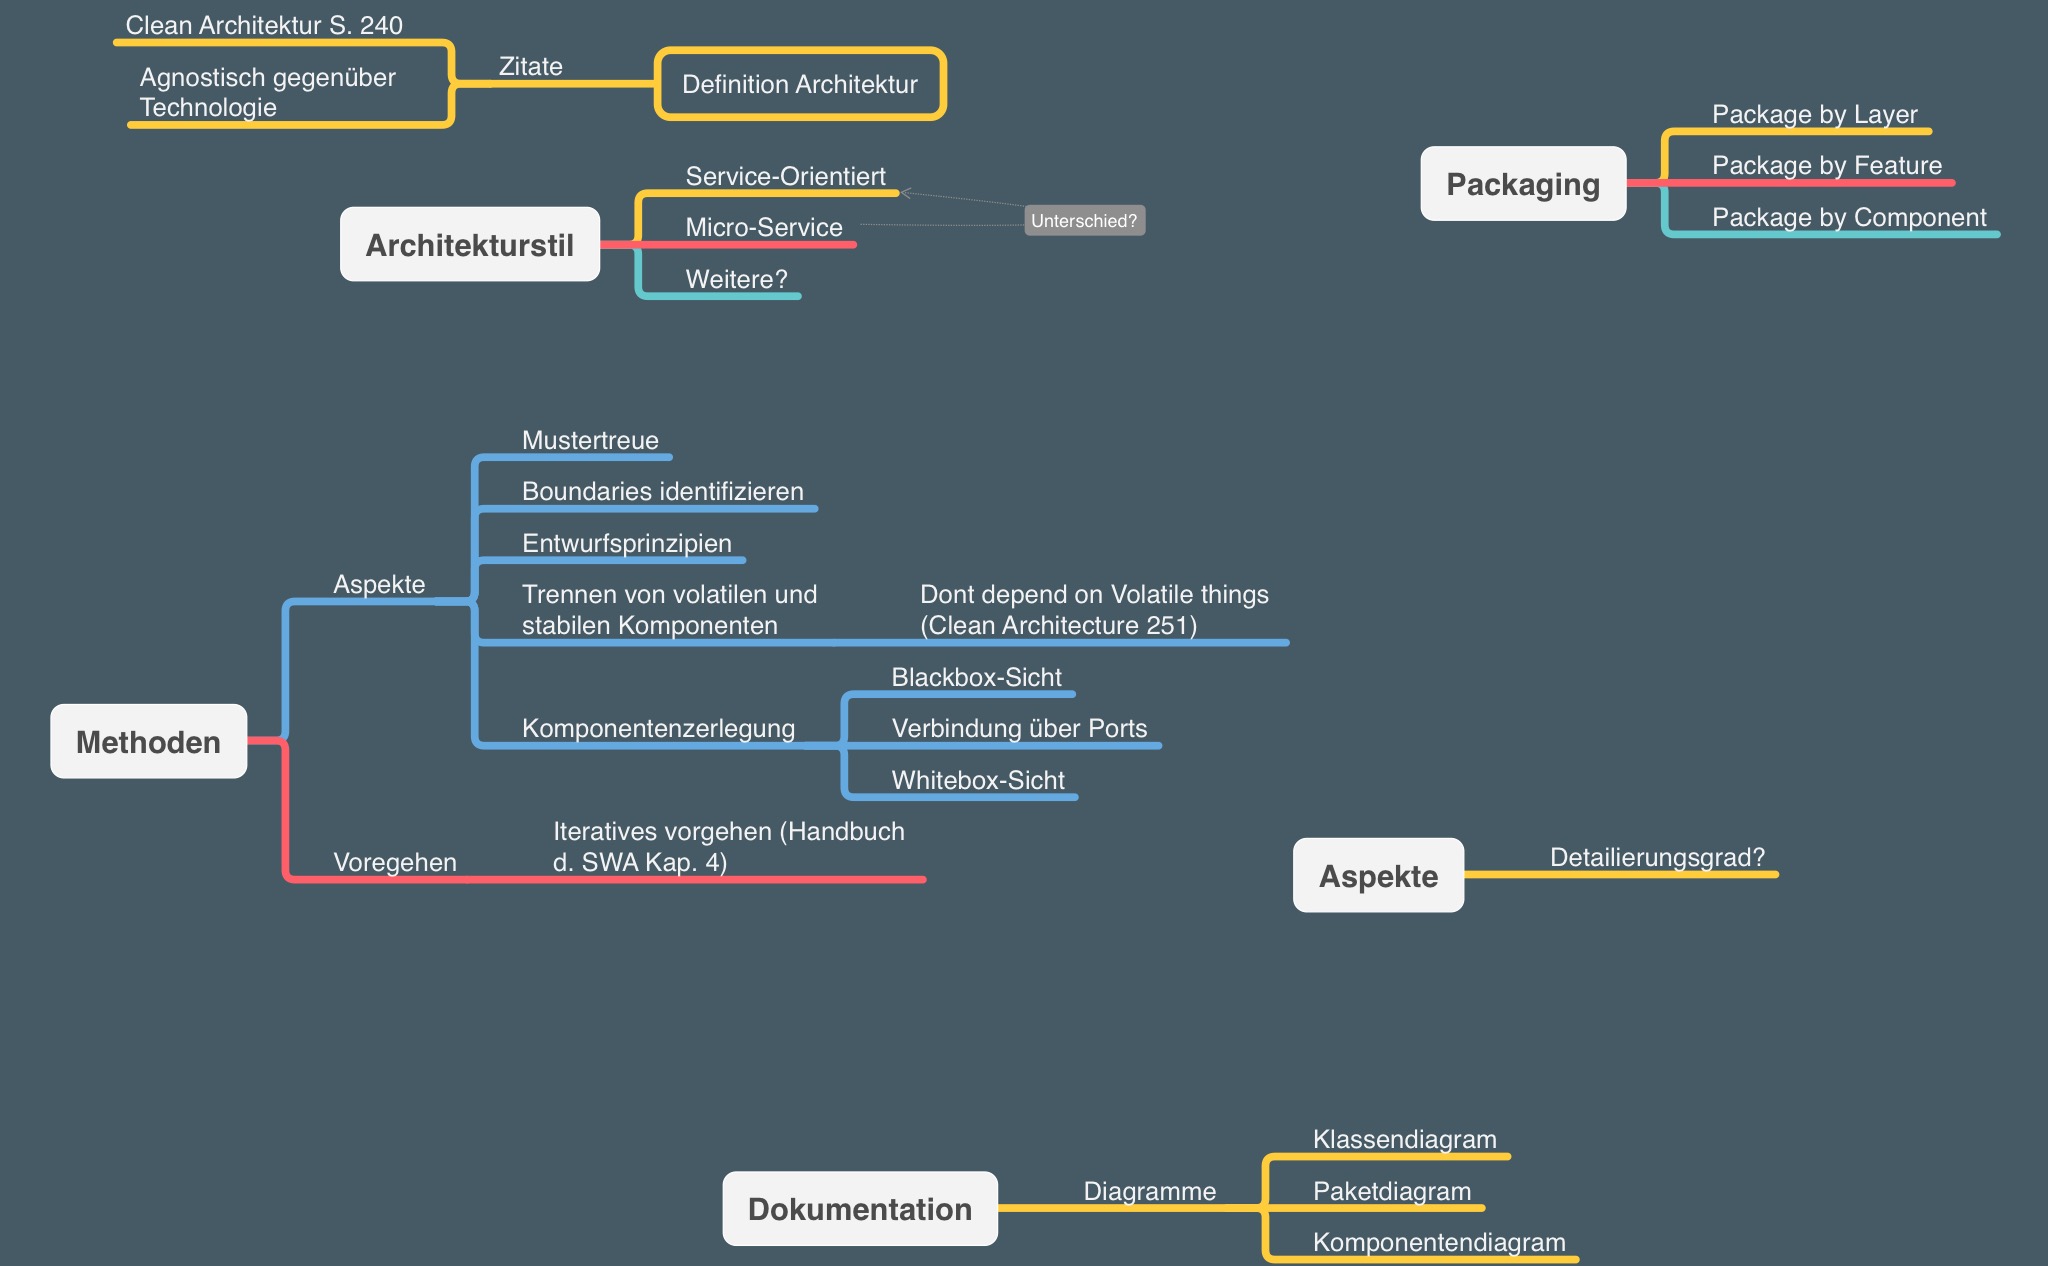 Clean Architektur S. 240
Agnostisch gegenüber
Technologie
Zitate
Definition Architektur
Architekturstil
Service-Orientiert
Micro-Service
Weitere?
Unterschied?
Packaging
Package by Layer
Package by Feature
Package by Component
Methoden
Aspekte
Mustertreue
Boundaries identifizieren
Entwurfsprinzipien
Trennen von volatilen und
stabilen Komponenten
Dont depend on Volatile things
(Clean Architecture 251)
Komponentenzerlegung
Blackbox-Sicht
Verbindung über Ports
Whitebox-Sicht
Voregehen
Iteratives vorgehen (Handbuch
d. SWA Kap. 4)
Aspekte
Detailierungsgrad?
Dokumentation
Diagramme
Klassendiagram
Paketdiagram
Komponentendiagram